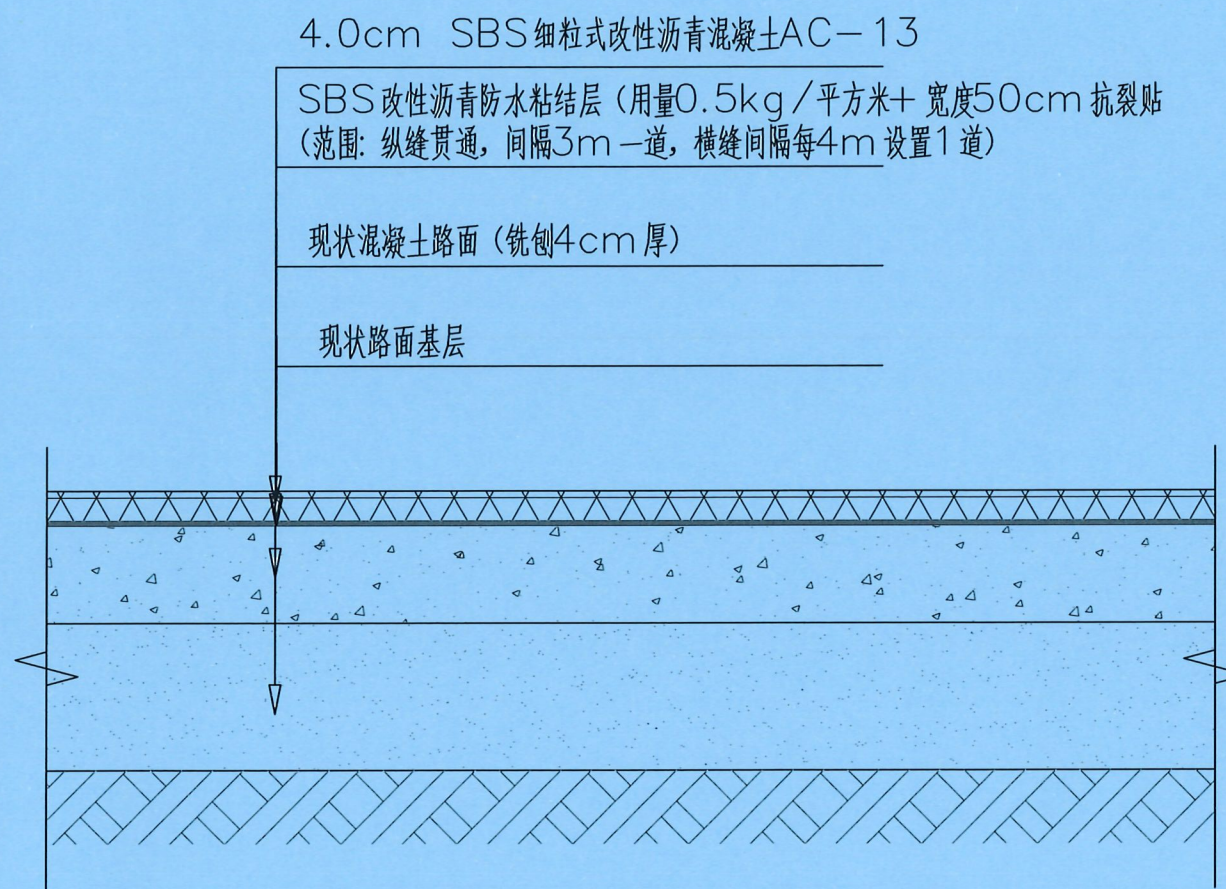 4.0cm SBS细粒式改性沥青混凝土AC-13
SBS改性沥青防水粘结层（用量0.5kg/平方米+ 宽度50cm抗裂贴
(范围: 纵缝贯通, 间隔3m一道, 横缝间隔每4m设置1道)
现状混凝土路面（铣刨4cm厚）
现状路面基层